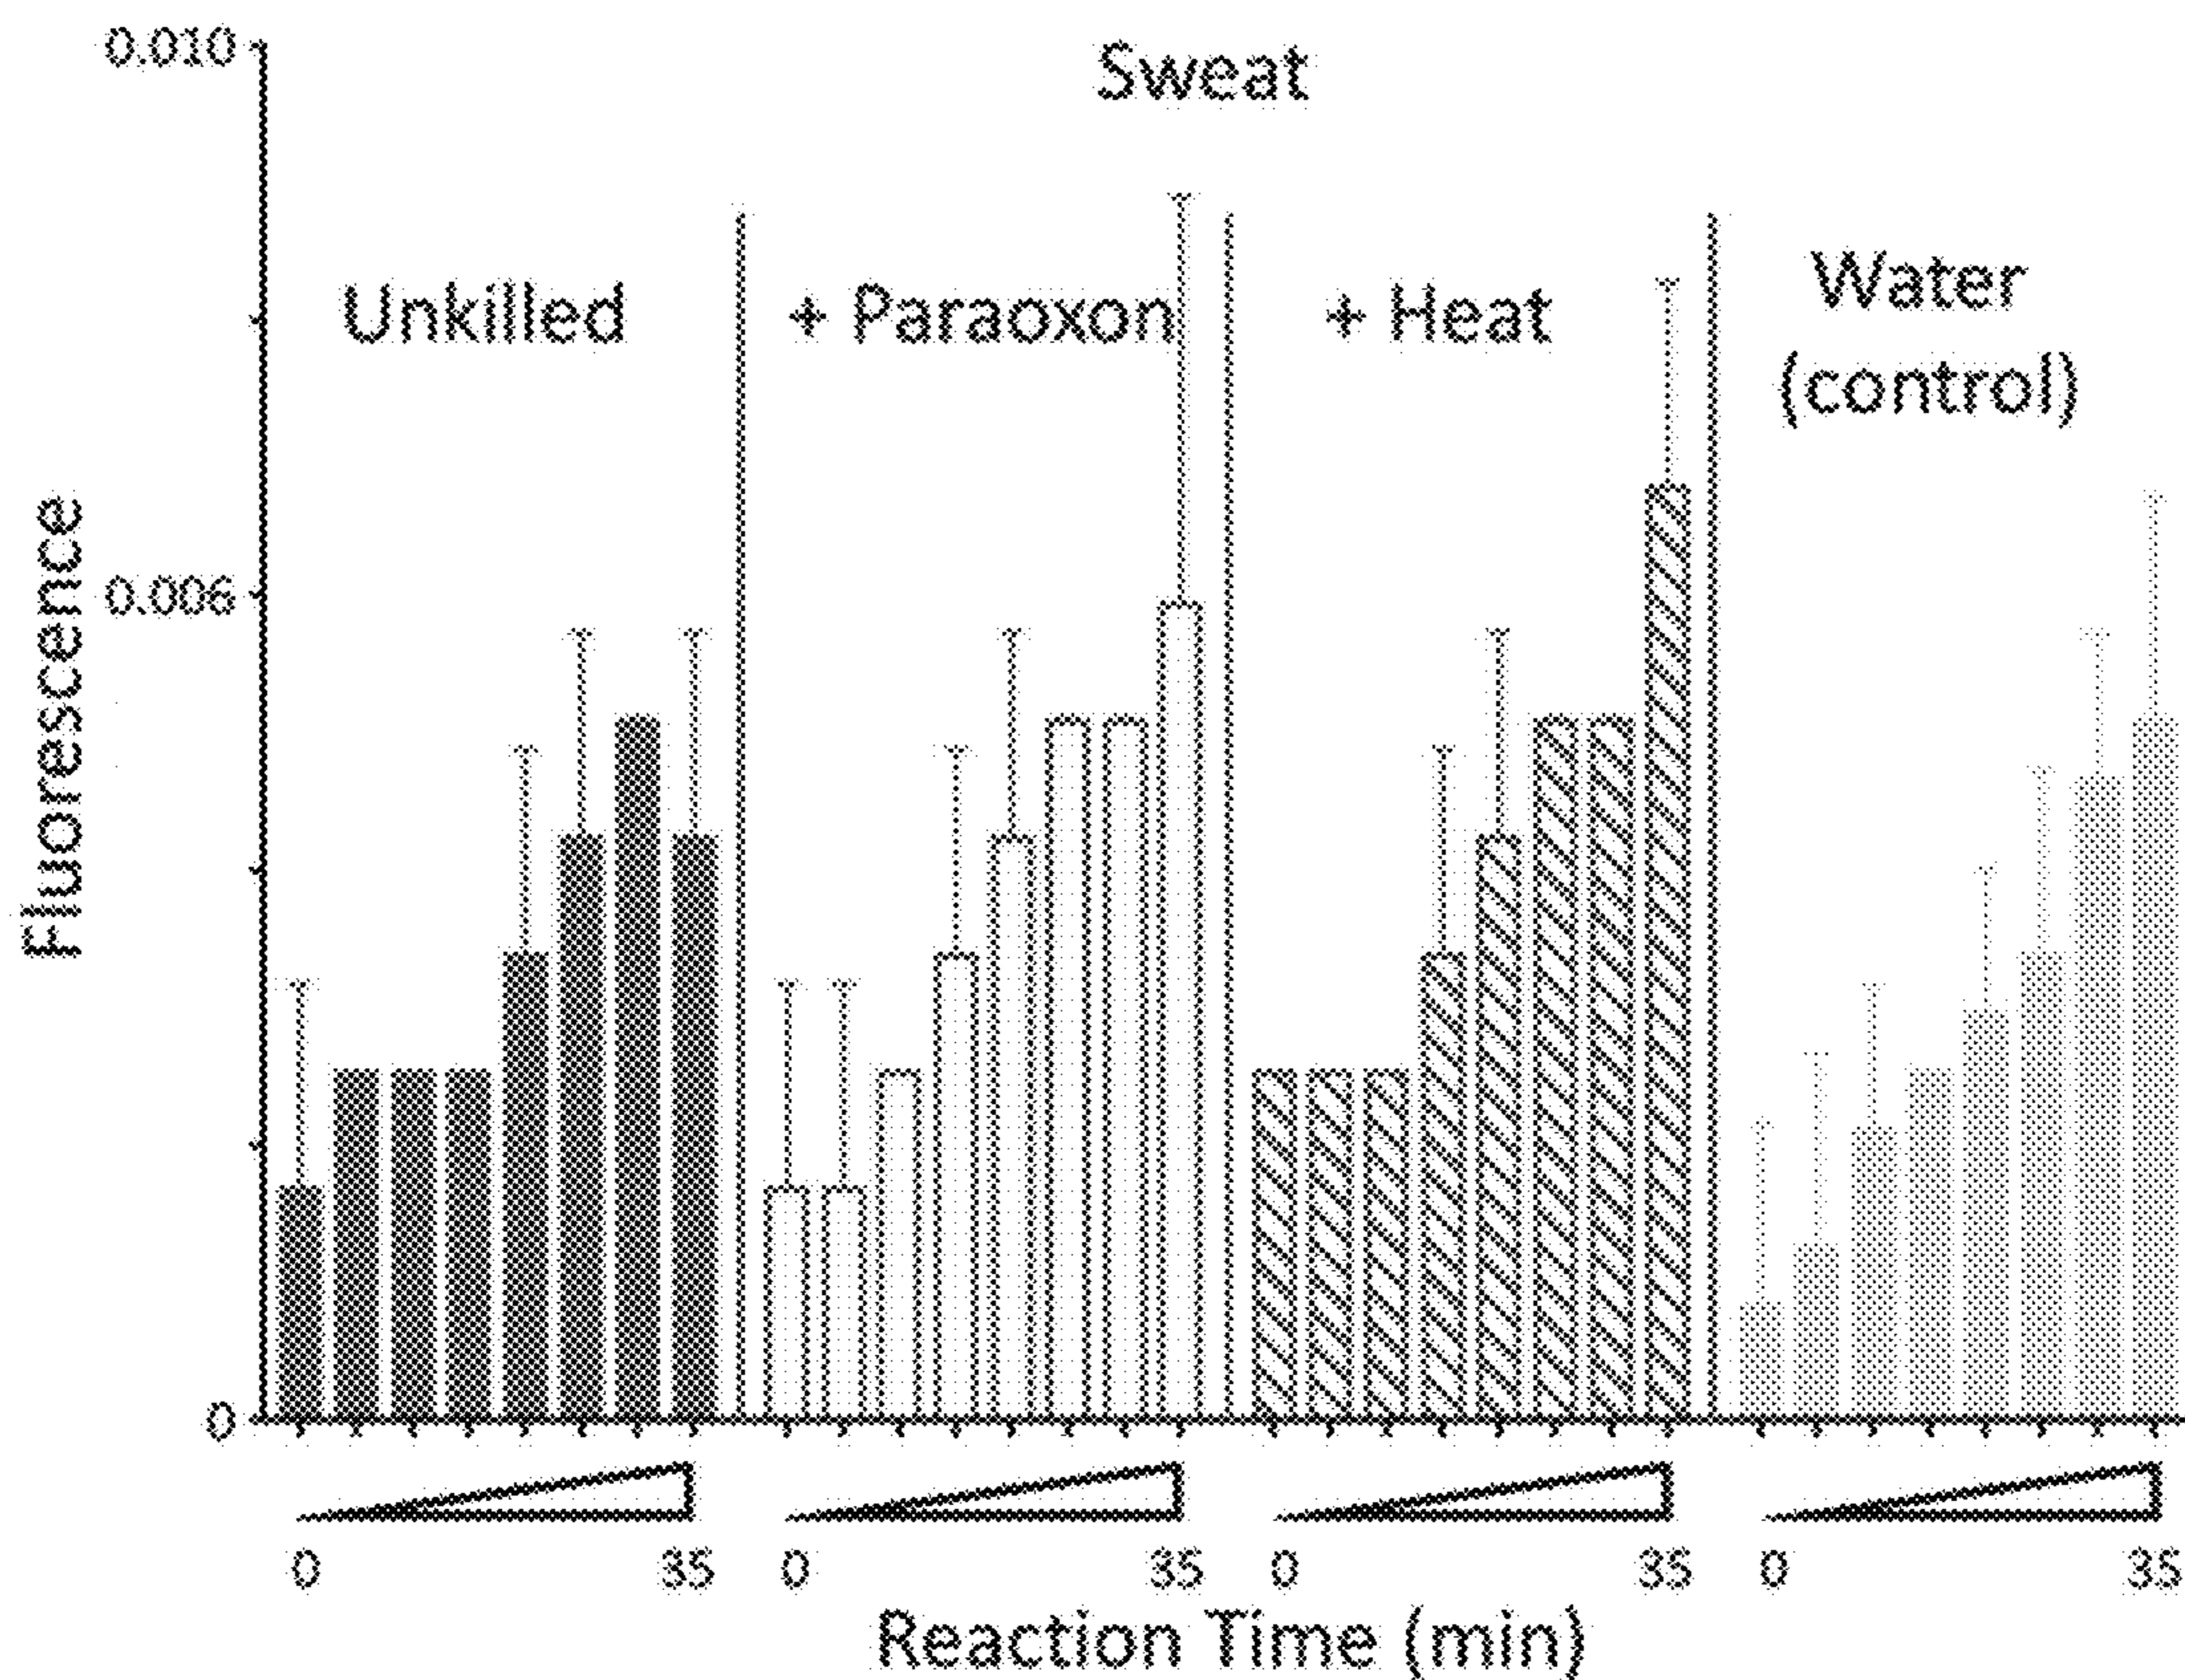 0.010
Sweat
Unkilled
+ Paraoxon
+ Heat
Water
(control)
Fluorescence
0.006
0
0 35 0 35 0 35 0 35
Reaction Time (min)